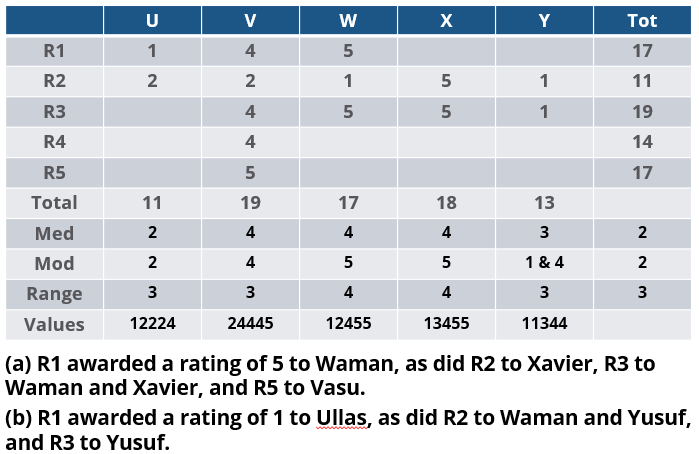 U V W X Y Tot
R1 1 4 5 17
R2 2 2 1 5 1 11
R3 4 5 5 1 19
R4 4 14
R5 5 17
Total 11 19 17 18 13
Med 2 4 4 4 3 2
Mod 2 4 5 5 1 & 4 2
Range 3 3 4 4 3 3
Values 12224 24445 12455 13455 11344
(a) R1 awarded a rating of 5 to Waman, as did R2 to Xavier, R3 to
Waman and Xavier, and R5 to Vasu.
(b) R1 awarded a rating of 1 to Ullas, as did R2 to Waman and Yusuf,
and R3 to Yusuf.